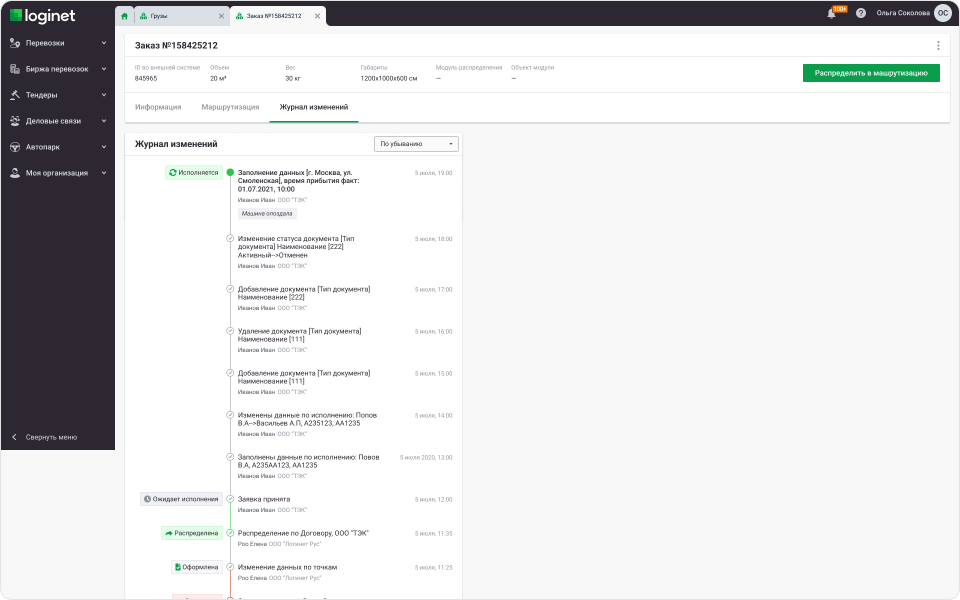 loginet
Грузы
Заказ №158425212
100+
Ольга Соколова
ОС
Перевозки
Биржа перевозок
Тендеры
Деловые связи
Автопарк
Моя организация
Свернуть меню
Заказ №158425212
ID во внешней системе
845965
Объем
20 м³
Вес
30 кг
Габариты
1200x1000x600 см
Модуль распределения
—
Объект модуля
—
Распределить в машрутизацию
Информация
Маршрутизация
Журнал изменений
Журнал изменений
По убыванию
Исполняется
Заполнение данных [г. Москва, ул.
Смоленская], время прибытия факт:
01.07.2021, 10:00
5 июля, 19:00
Иванов Иван ООО "ТЭК"
Машина опоздала
Изменение статуса документа [Тип
документа] Наименование [222]
Активный-->Отменен
5 июля, 18:00
Иванов Иван ООО "ТЭК"
Добавление документа [Тип документа]
Наименование [222]
5 июля, 17:00
Иванов Иван ООО "ТЭК"
Удаление документа [Тип документа]
Наименование [111]
5 июля, 16:00
Иванов Иван ООО "ТЭК"
Добавление документа [Тип документа]
Наименование [111]
5 июля, 15:00
Иванов Иван ООО "ТЭК"
Изменены данные по исполнению: Попов
В.А-->Васильев А.П, А235123, АА1235
5 июля, 14:00
Иванов Иван ООО "ТЭК"
Заполнены данные по исполнению: Повов
В.А, А235АА123, АА1235
5 июля 2020, 13:00
Иванов Иван ООО "ТЭК"
Ожидает исполнения
Заявка принята
5 июля, 12:00
Иванов Иван ООО "ТЭК"
Распределена
Распределение по Договору, ООО "ТЭК"
5 июля, 11:35
Роо Елена ООО "Логинет Рус"
Оформлена
Изменение данных по точкам
5 июля, 11:25
Роо Елена ООО "Логинет Рус"